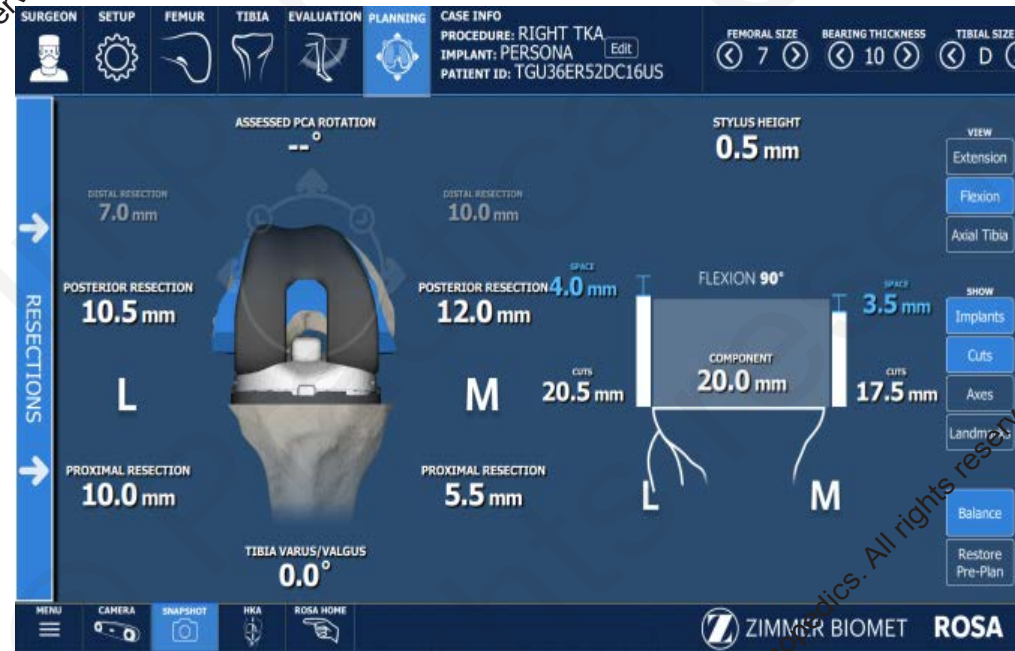 SURGEON
SETUP
FEMUR
TIBIA
EVALUATION
PLANNING
CASE INFO
PROCEDURE: RIGHT TKA
IMPLANT: PERSONA
Edit
PATIENT ID: TGU36ER52DC16US
FEMORAL SIZE
7
BEARING THICKNESS
10
TIBIAL SIZE
D
ASSESSED PCA ROTATION
--°
STYLUS HEIGHT
0.5 mm
VIEW
Extension
Flexion
Axial Tibia
DISTAL RESECTION
7.0 mm
DISTAL RESECTION
10.0 mm
L
RESECTIONS
POSTERIOR RESECTION
10.5 mm
POSTERIOR RESECTION
12.0 mm
SPACE
4.0 mm
FLEXION 90°
SPACE
3.5 mm
SHOW
Implants
Cuts
Axes
L
M
CUTS
20.5 mm
COMPONENT
20.0 mm
CUTS
17.5 mm
PROXIMAL RESECTION
10.0 mm
PROXIMAL RESECTION
5.5 mm
L
M
Balance
Restore
Pre-Plan
TIBIA VARUS/VALGUS
0.0°
MENU
CAMERA
SNAPSHOT
HKA
ROSA HOME
ZIMMER BIOMET
ROSA
All rights